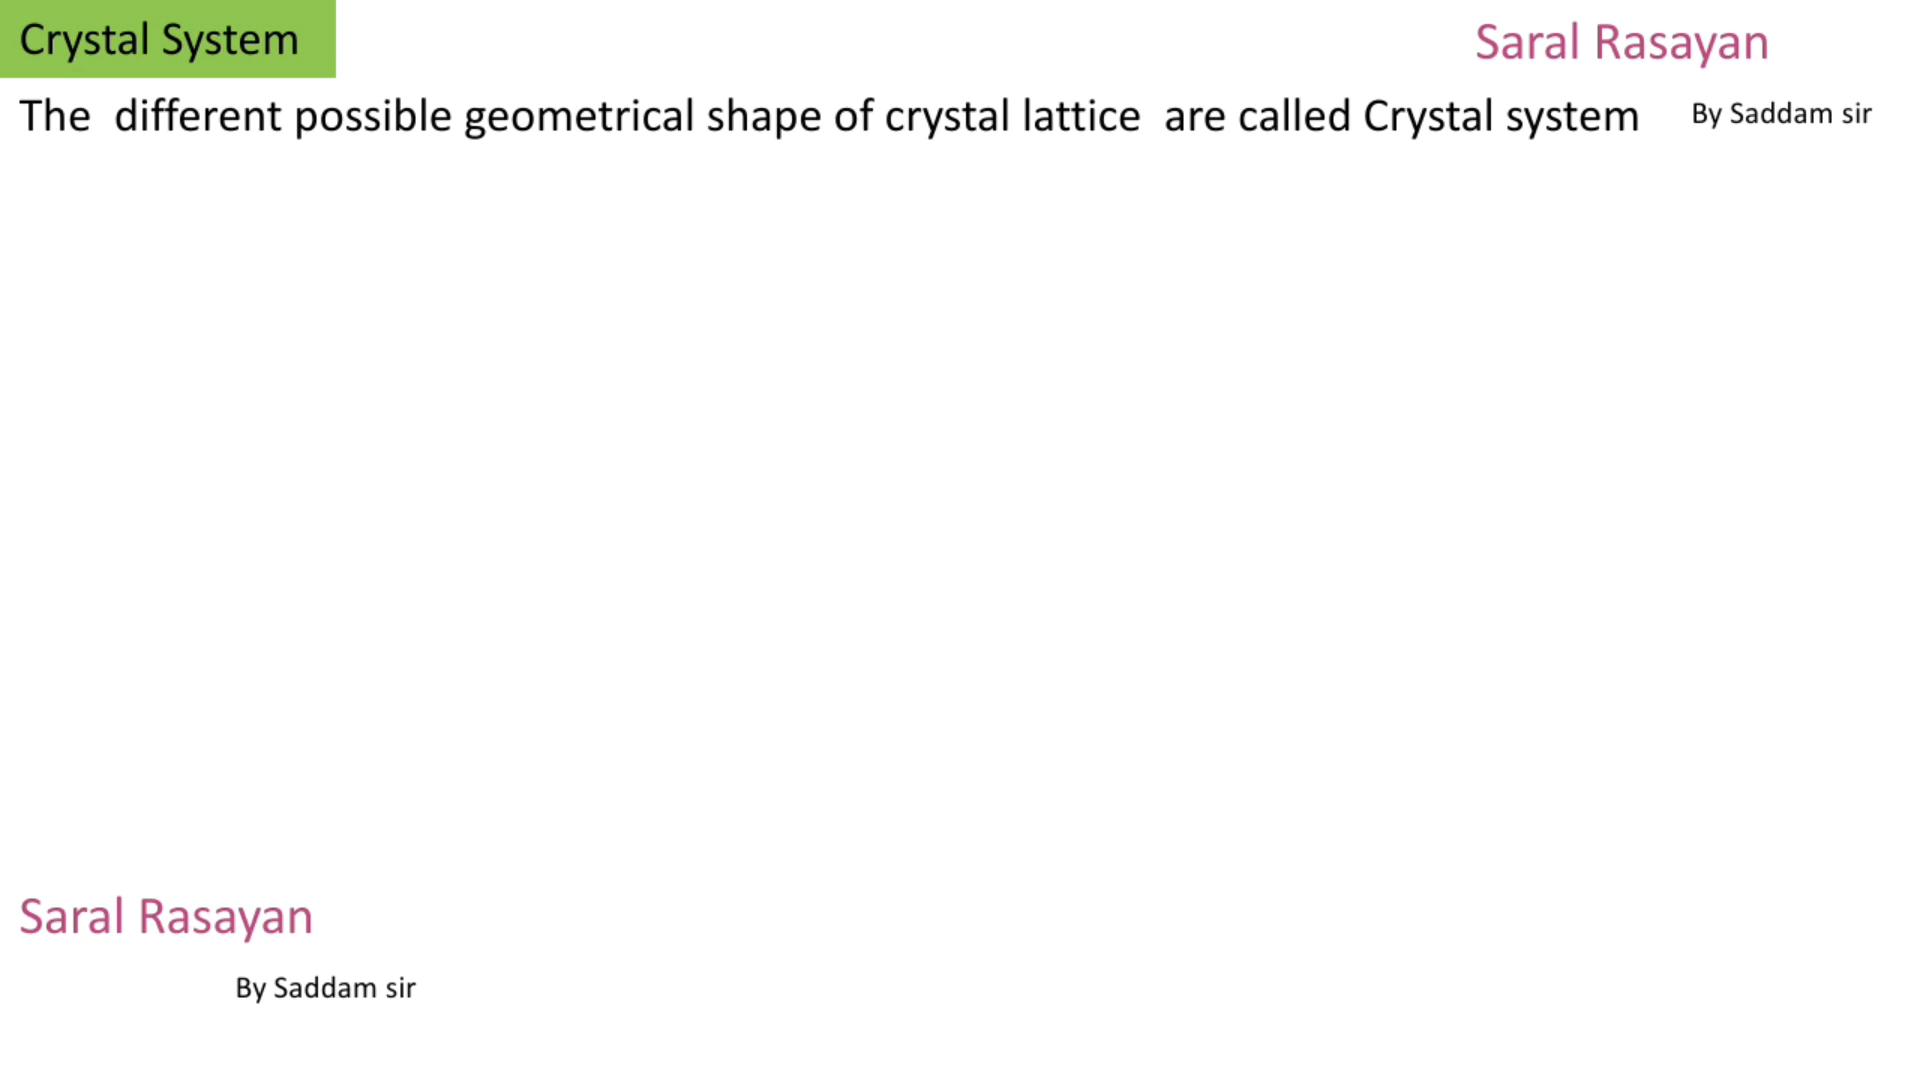 Crystal System
Saral Rasayan
The different possible geometrical shape of crystal lattice are called Crystal system
By Saddam sir
Saral Rasayan
By Saddam sir